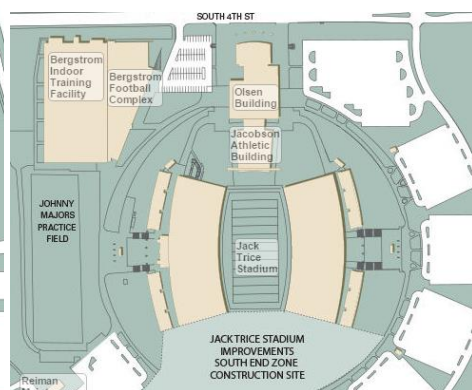 SOUTH 4TH ST
Bergstrom
Indoor
Training
Facility
Bergstrom
Football
Complex
Olsen
Building
Jacobson
Athletic
Building
JOHNNY
MAJORS
PRACTICE
FIELD
Jack
Trice
Stadium
JACK TRICE STADIUM
IMPROVEMENTS
SOUTH END ZONE
CONSTRUCTION SITE
Reiman